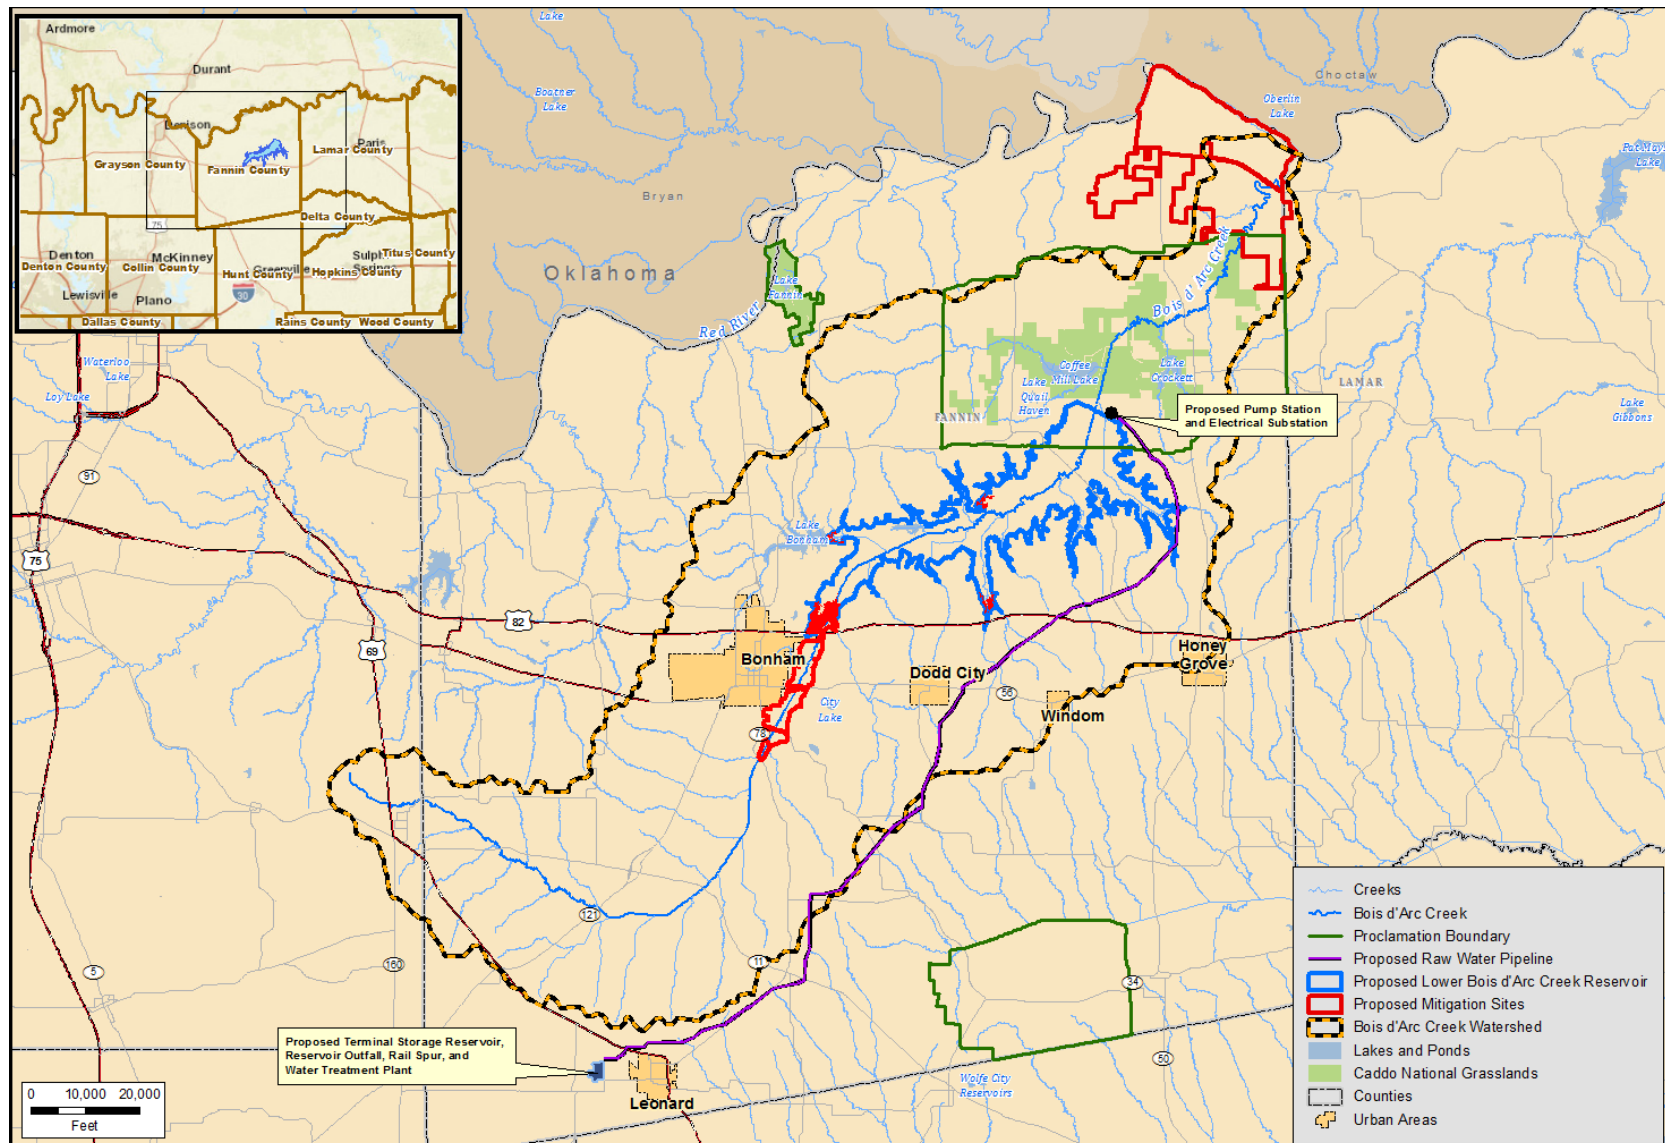 Ardmore
Durant
Denison
Paris
Lamar County
Grayson County
Fannin County
Delta County
75
Denton
McKinney
Titus County
Denton County
Collin County
Hunt County
Hopkins County
Lewisville
Plano
30
Dallas County
Rains County
Wood County
Lake
Boatner
Lake
Choctaw
Oberlin
Lake
Pat Mays
Lake
Bryan
Oklahoma
Lake
Fannin
Red River
Bois d' Arc Creek
Waterloo
Lake
Loy Lake
Coffee
Mill Lake
Lake
Crockett
Lake
Quail
Haven
FANNIN
LAMAR
Lake
Gibbons
Proposed Pump Station
and Electrical Substation
91
75
Lake
Bonham
82
69
Bonham
Dodd City
Honey
Grove
56
Windom
City
Lake
78
121
11
160
5
34
50
Proposed Terminal Storage Reservoir,
Reservoir Outfall, Rail Spur, and
Water Treatment Plant
Leonard
Wolfe City
Reservoirs
0 10,000 20,000
Feet
Creeks
Bois d'Arc Creek
Proclamation Boundary
Proposed Raw Water Pipeline
Proposed Lower Bois d'Arc Creek Reservoir
Proposed Mitigation Sites
Bois d'Arc Creek Watershed
Lakes and Ponds
Caddo National Grasslands
Counties
Urban Areas